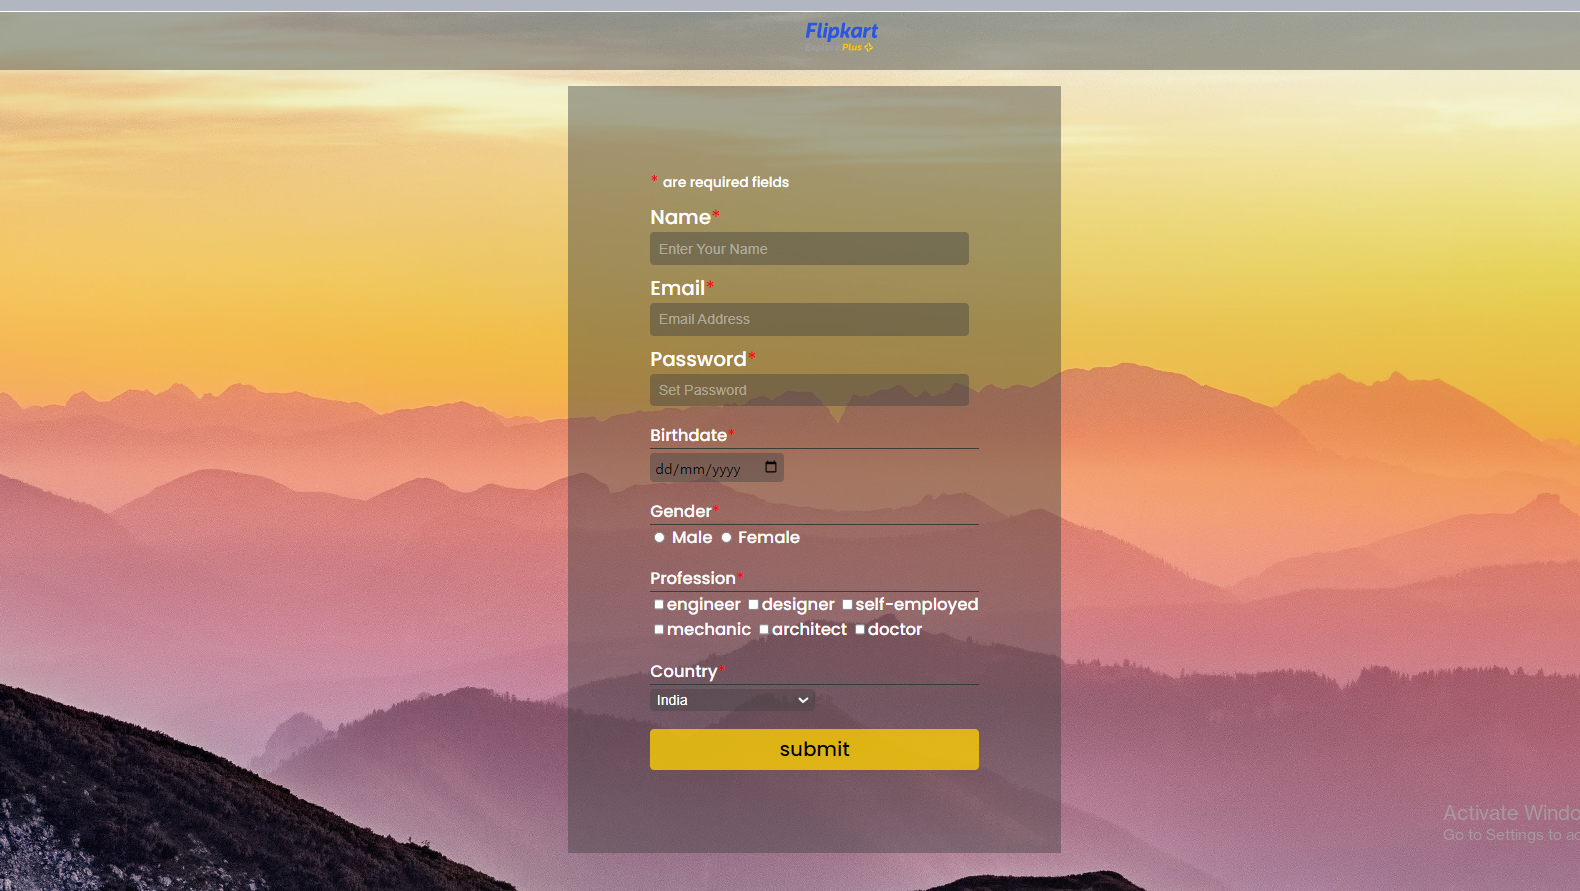 Flipkart
Explore Plus
* are required fields
Name*
Enter Your Name
Email*
Email Address
Password*
Set Password
Birthdate*
dd/mm/yyyy
Gender*
Male Female
Profession*
engineer designer self-employed
mechanic architect doctor
Country*
India
submit
Activate Windo
Go to Settings to ac